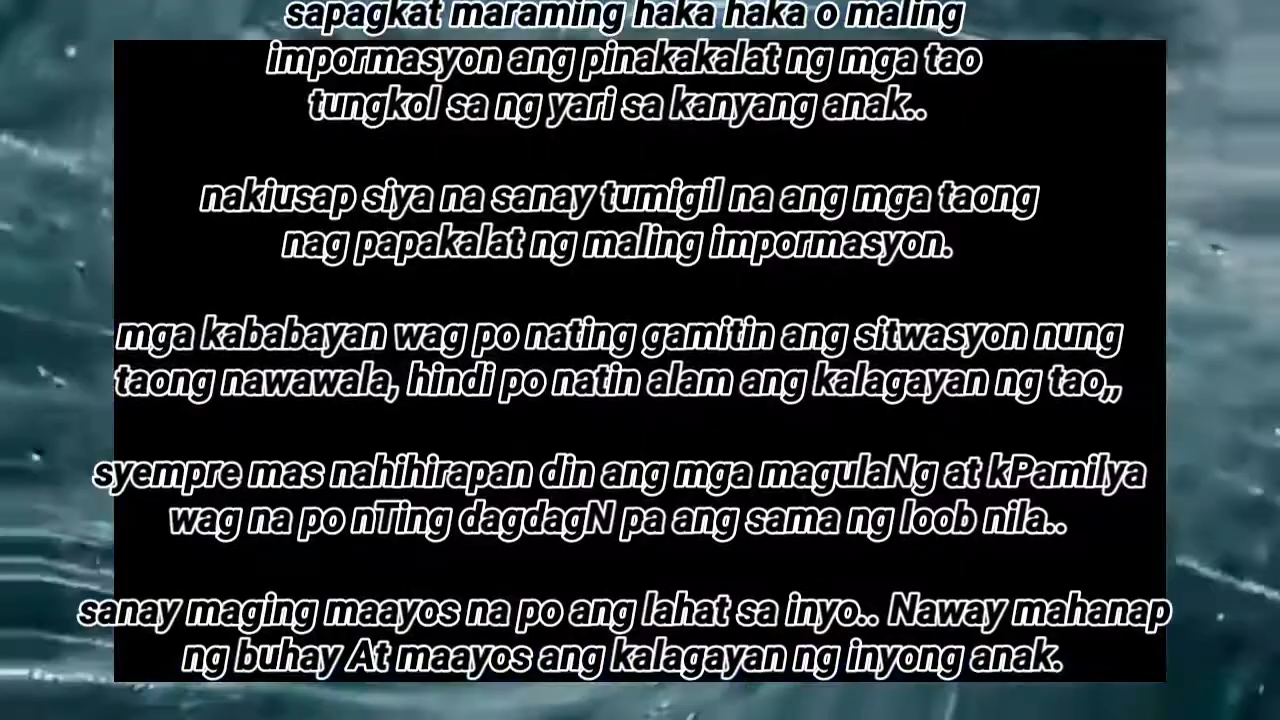 sapagkat maraming haka haka o maling
impormasyon ang pinakakalat ng mga tao
tungkol sa ng yari sa kanyang anak..
nakiusap siya na sanay tumigil na ang mga taong
nag papakalat ng maling impormasyon.
mga kababayan wag po nating gamitin ang sitwasyon nung
taong nawawala, hindi po natin alam ang kalagayan ng tao,,
syempre mas nahihirapan din ang mga magulaNg at kPamilya
wag na po nTing dagdagN pa ang sama ng loob nila..
sanay maging maayos na po ang lahat sa inyo.. Naway mahanap
ng buhay At maayos ang kalagayan ng inyong anak.